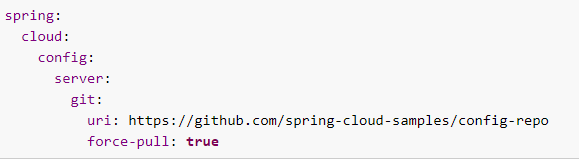 spring:
  cloud:
    config:
      server:
        git:
          uri: https://github.com/spring-cloud-samples/config-repo
          force-pull: true